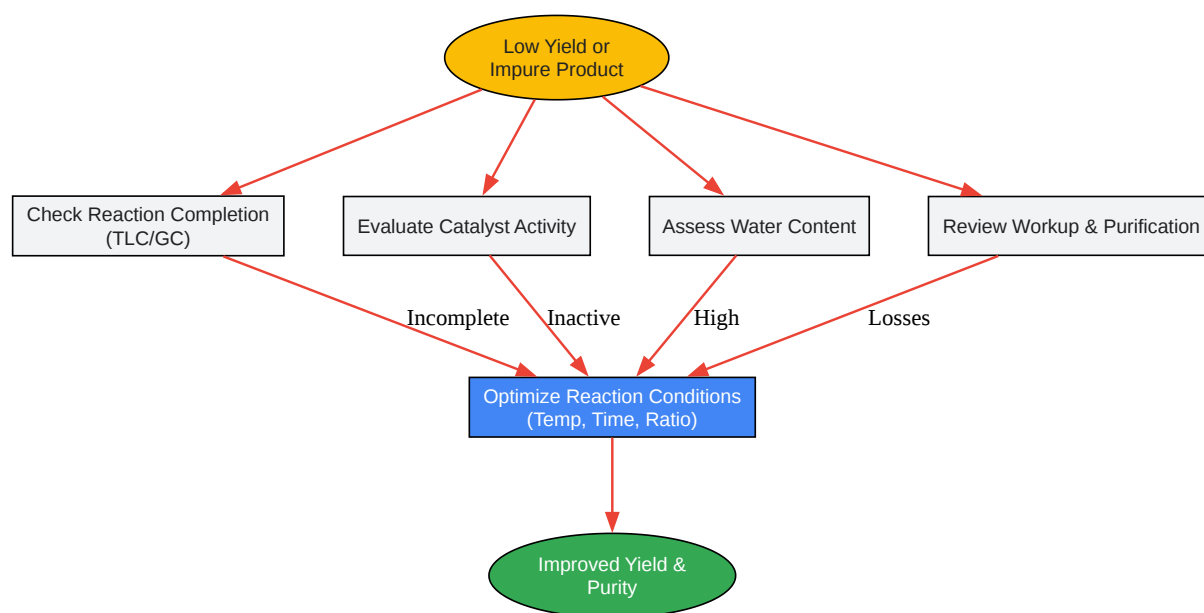 Low Yield or
Impure Product
Check Reaction Completion
(TLC/GC)
Evaluate Catalyst Activity
Assess Water Content
Review Workup & Purification
Incomplete
Inactive
High
Losses
Optimize Reaction Conditions
(Temp, Time, Ratio)
Improved Yield &
Purity